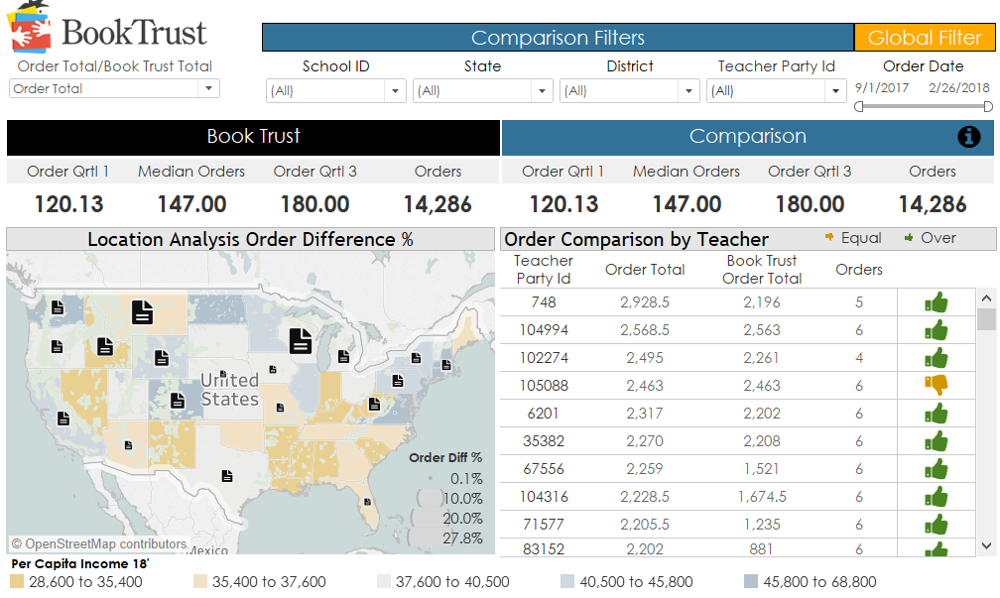 BookTrust
Comparison Filters
Global Filter
Order Total/Book Trust Total
School ID
State
District
Teacher Party Id
Order Date
Order Total
(All)
(All)
(All)
(All)
9/1/2017
2/26/2018
Book Trust
Comparison
Order Qrtl 1
Median Orders
Order Qrtl 3
Orders
Order Qrtl 1
Median Orders
Order Qrtl 3
Orders
120.13
147.00
180.00
14,286
120.13
147.00
180.00
14,286
Location Analysis Order Difference %
United
States
Mexico
Order Diff %
0.1%
10.0%
20.0%
27.8%
© OpenStreetMap contributors
Per Capita Income 18'
28,600 to 35,400
35,400 to 37,600
37,600 to 40,500
40,500 to 45,800
45,800 to 68,800
Order Comparison by Teacher
Equal
Over
Teacher
Party Id
Order Total
Book Trust
Order Total
Orders
748 2,928.5 2,196 5
104994 2,568.5 2,563 6
102274 2,495 2,261 4
105088 2,463 2,463 6
6201 2,317 2,202 6
35382 2,270 2,208 6
67556 2,259 1,521 6
104316 2,228.5 1,674.5 6
71577 2,205.5 1,235 6
83152 2,202 881 6